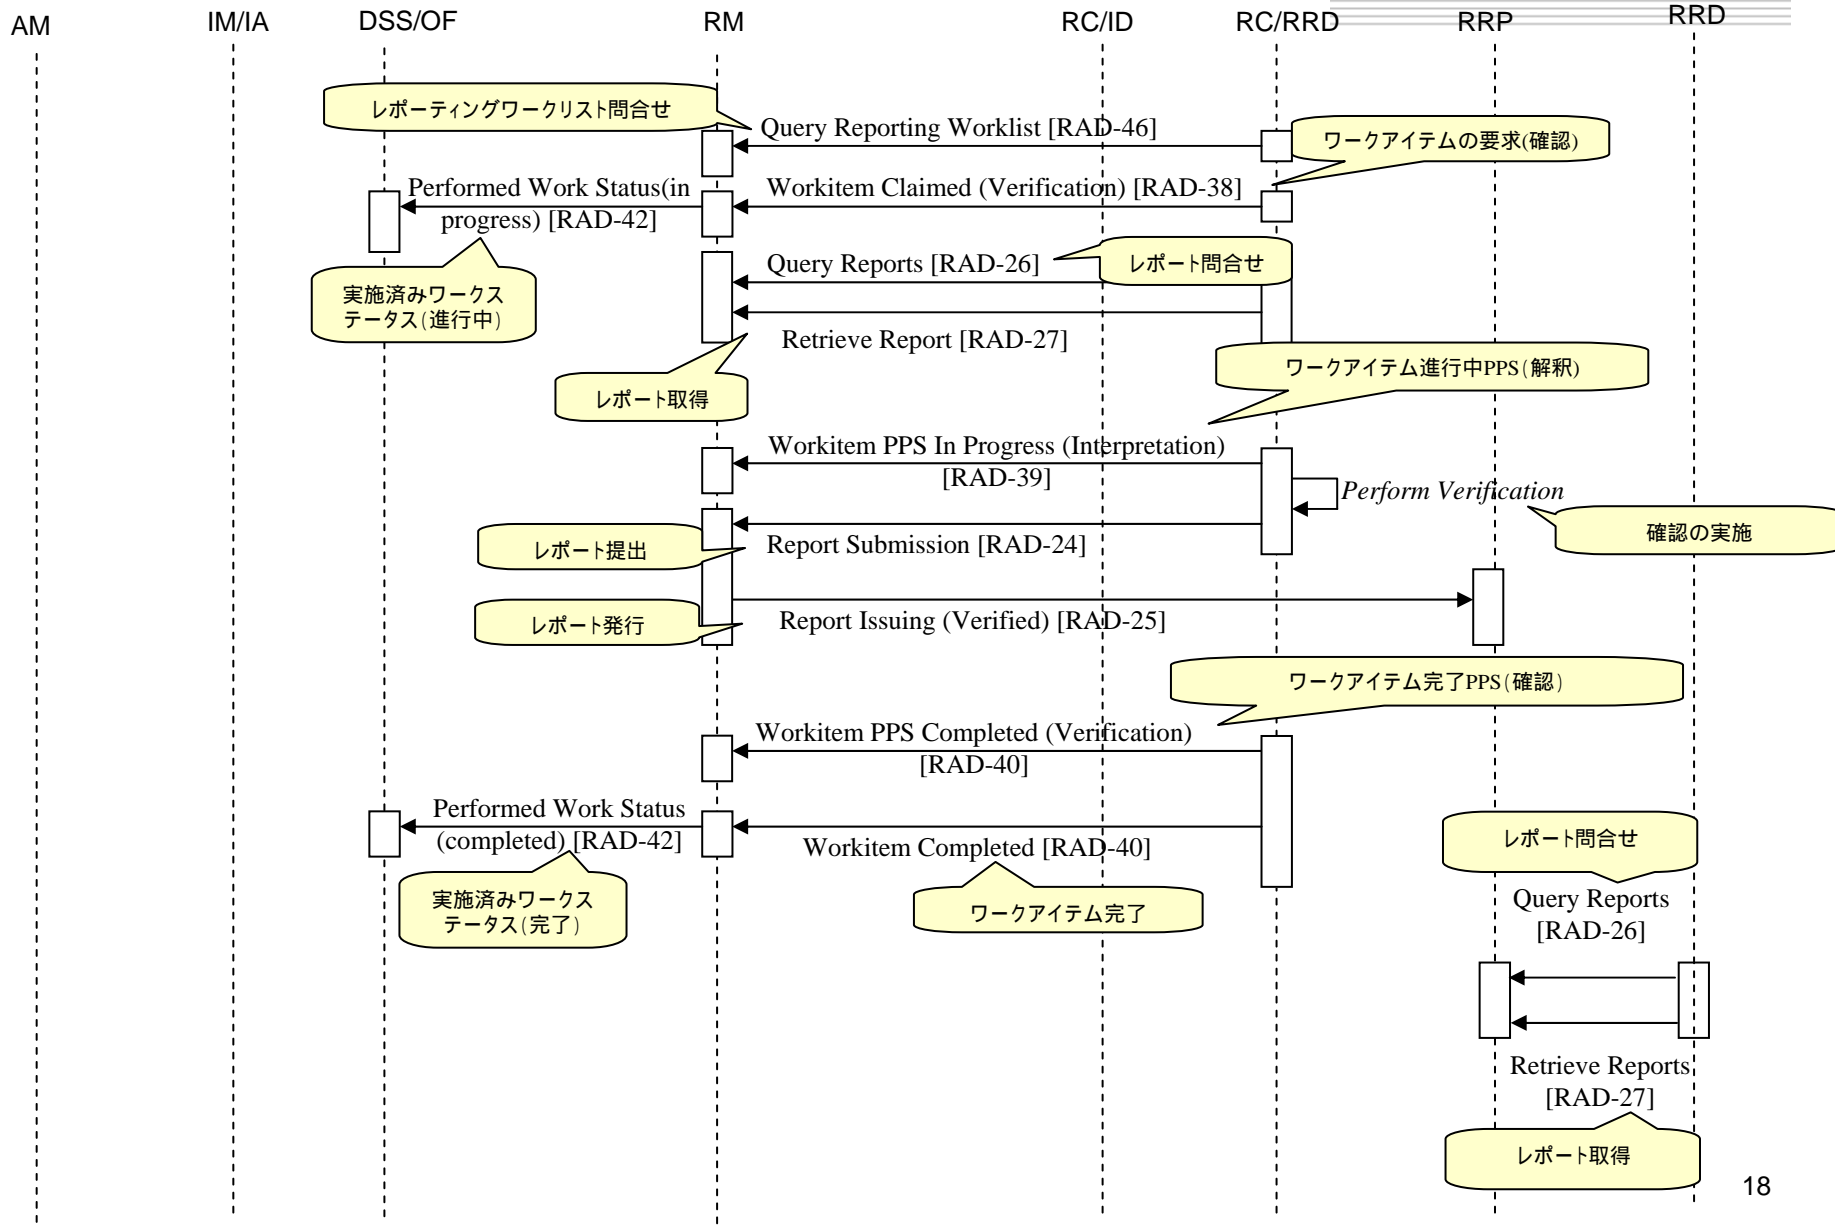 AM
IM/IA
DSS/OF
RM
RC/ID
RC/RRD
RRP
RRD
レポーティングワークリスト問合せ
Query Reporting Worklist [RAD-46]
ワークアイテムの要求(確認)
Performed Work Status(in
progress) [RAD-42]
Workitem Claimed (Verification) [RAD-38]
Query Reports [RAD-26]
レポート問合せ
実施済みワークス
テータス(進行中)
Retrieve Report [RAD-27]
ワークアイテム進行中PPS(解釈)
レポート取得
Workitem PPS In Progress (Interpretation)
[RAD-39]
Perform Verification
確認の実施
レポート提出
Report Submission [RAD-24]
レポート発行
Report Issuing (Verified) [RAD-25]
ワークアイテム完了PPS(確認)
Workitem PPS Completed (Verification)
[RAD-40]
Performed Work Status
(completed) [RAD-42]
Workitem Completed [RAD-40]
レポート問合せ
実施済みワークス
テータス(完了)
ワークアイテム完了
Query Reports
[RAD-26]
Retrieve Reports
[RAD-27]
レポート取得
18